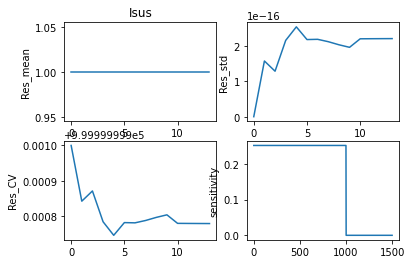 Isus
1e−16
1.05
1.00
0.95
Res_mean
0 5 10
2
1
0
Res_std
0 5 10
+9.99999999e5
0.0010
0.0009
0.0008
Res_CV
0 5 10
0.2
0.1
0.0
sensitivity
0 500 1000 1500